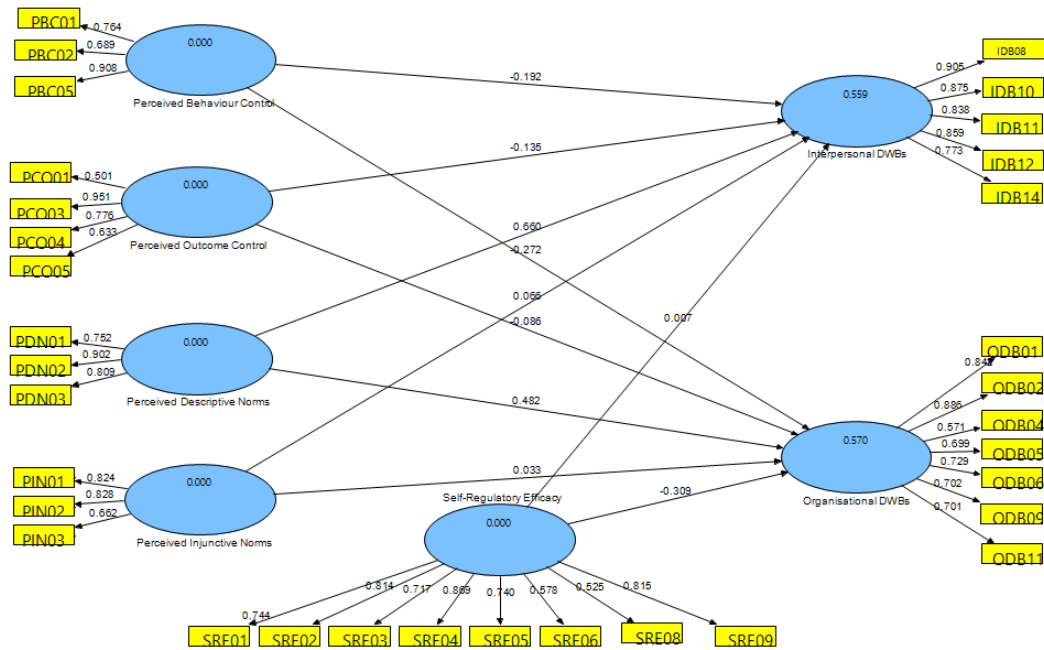 PBC01
0.764
PBC02
0.689
PBC05
0.908
0.000
Perceived Behaviour Control
-0.192
IDB08
0.905
IDB10
0.875
IDB11
0.838
IDB12
0.859
IDB14
0.773
0.559
Interpersonal DWBs
PCO01
0.501
PCO03
0.951
PCO04
0.776
PCO05
0.633
0.000
Perceived Outcome Control
-0.135
0.660
-0.272
0.066
-0.086
0.007
PDN01
0.752
PDN02
0.902
PDN03
0.809
0.000
Perceived Descriptive Norms
0.482
ODB01
ODB02
0.886
ODB04
0.571
ODB05
0.699
ODB06
0.729
ODB09
0.702
ODB11
0.701
0.570
Organisational DWBs
PIN01
0.824
PIN02
0.828
PIN03
0.662
0.000
Perceived Injunctive Norms
0.033
-0.309
Self-Regulatory Efficacy
0.000
0.744
0.814
0.717
0.869
0.740
0.578
0.525
0.815
SRE01
SRE02
SRE03
SRE04
SRE05
SRE06
SRE08
SRE09